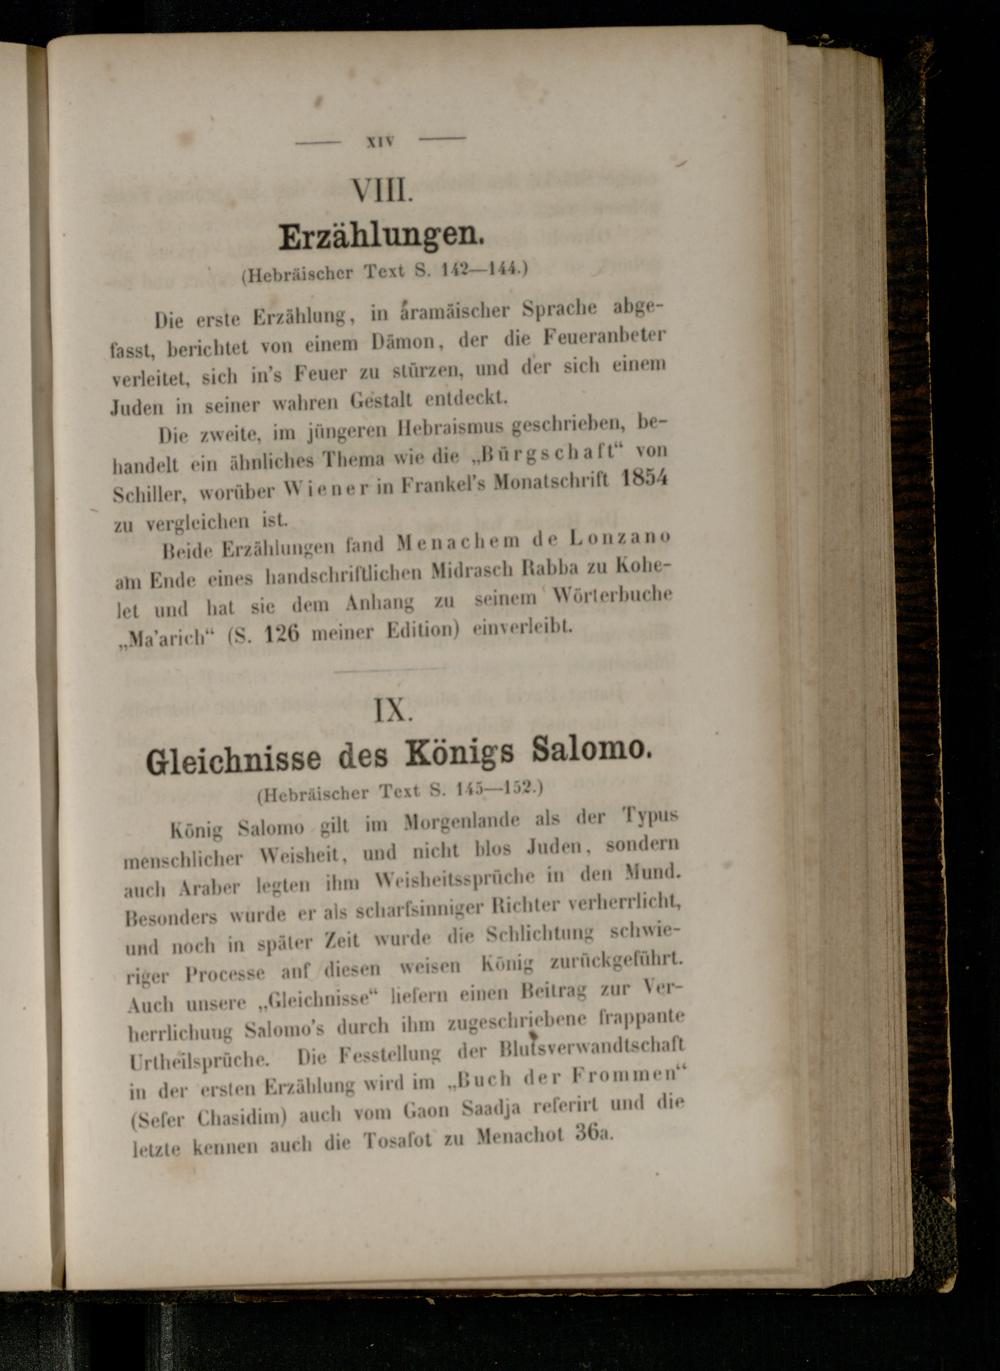 XIV
VIII.
Erzählungen.
(Hebräischer Text S. 142—144.)
Die erste Erzählung, in aramäischer Sprache abge-
fasst, berichtet von einem Dämon, der die Feueranbeter
verleitet, sich in's Feuer zu stürzen, und der sich einem
Juden in seiner wahren Gestalt entdeckt.
Die zweite, im jüngeren Hebraismus geschrieben, be-
handelt ein ähnliches Thema wie die „Bürgschaft“ von
Schiller, worüber Wiener in Frankel's Monatschrift 1854
zu vergleichen ist.
Beide Erzählungen fand Menachem de Lonzano
am Ende eines handschriftlichen Midrasch Rabba zu Kohe-
let und hat sie dem Anhang zu seinem Wörterbuche
„Ma'arich“ (S. 126 meiner Edition) einverleibt.
IX.
Gleichnisse des Königs Salomo.
(Hebräischer Text S. 145—152.)
König Salomo gilt im Morgenlande als der Typus
menschlicher Weisheit, und nicht blos Juden, sondern
auch Araber legten ihm Weisheitssprüche in den Mund.
Besonders wurde er als scharfsinniger Richter verherrlicht,
und noch in später Zeit wurde die Schlichtung schwie-
riger Processe auf diesen weisen König zurückgeführt.
Auch unsere „Gleichnisse“ liefern einen Beitrag zur Ver-
herrlichung Salomo's durch ihm zugeschriebene frappante
Urtheilsprüche. Die Fesstellung der Blutsverwandtschaft
in der ersten Erzählung wird im „Buch der Frommen“
(Sefer Chasidim) auch vom Gaon Saadja referirt und die
letzte kennen auch die Tosafot zu Menachot 36a.